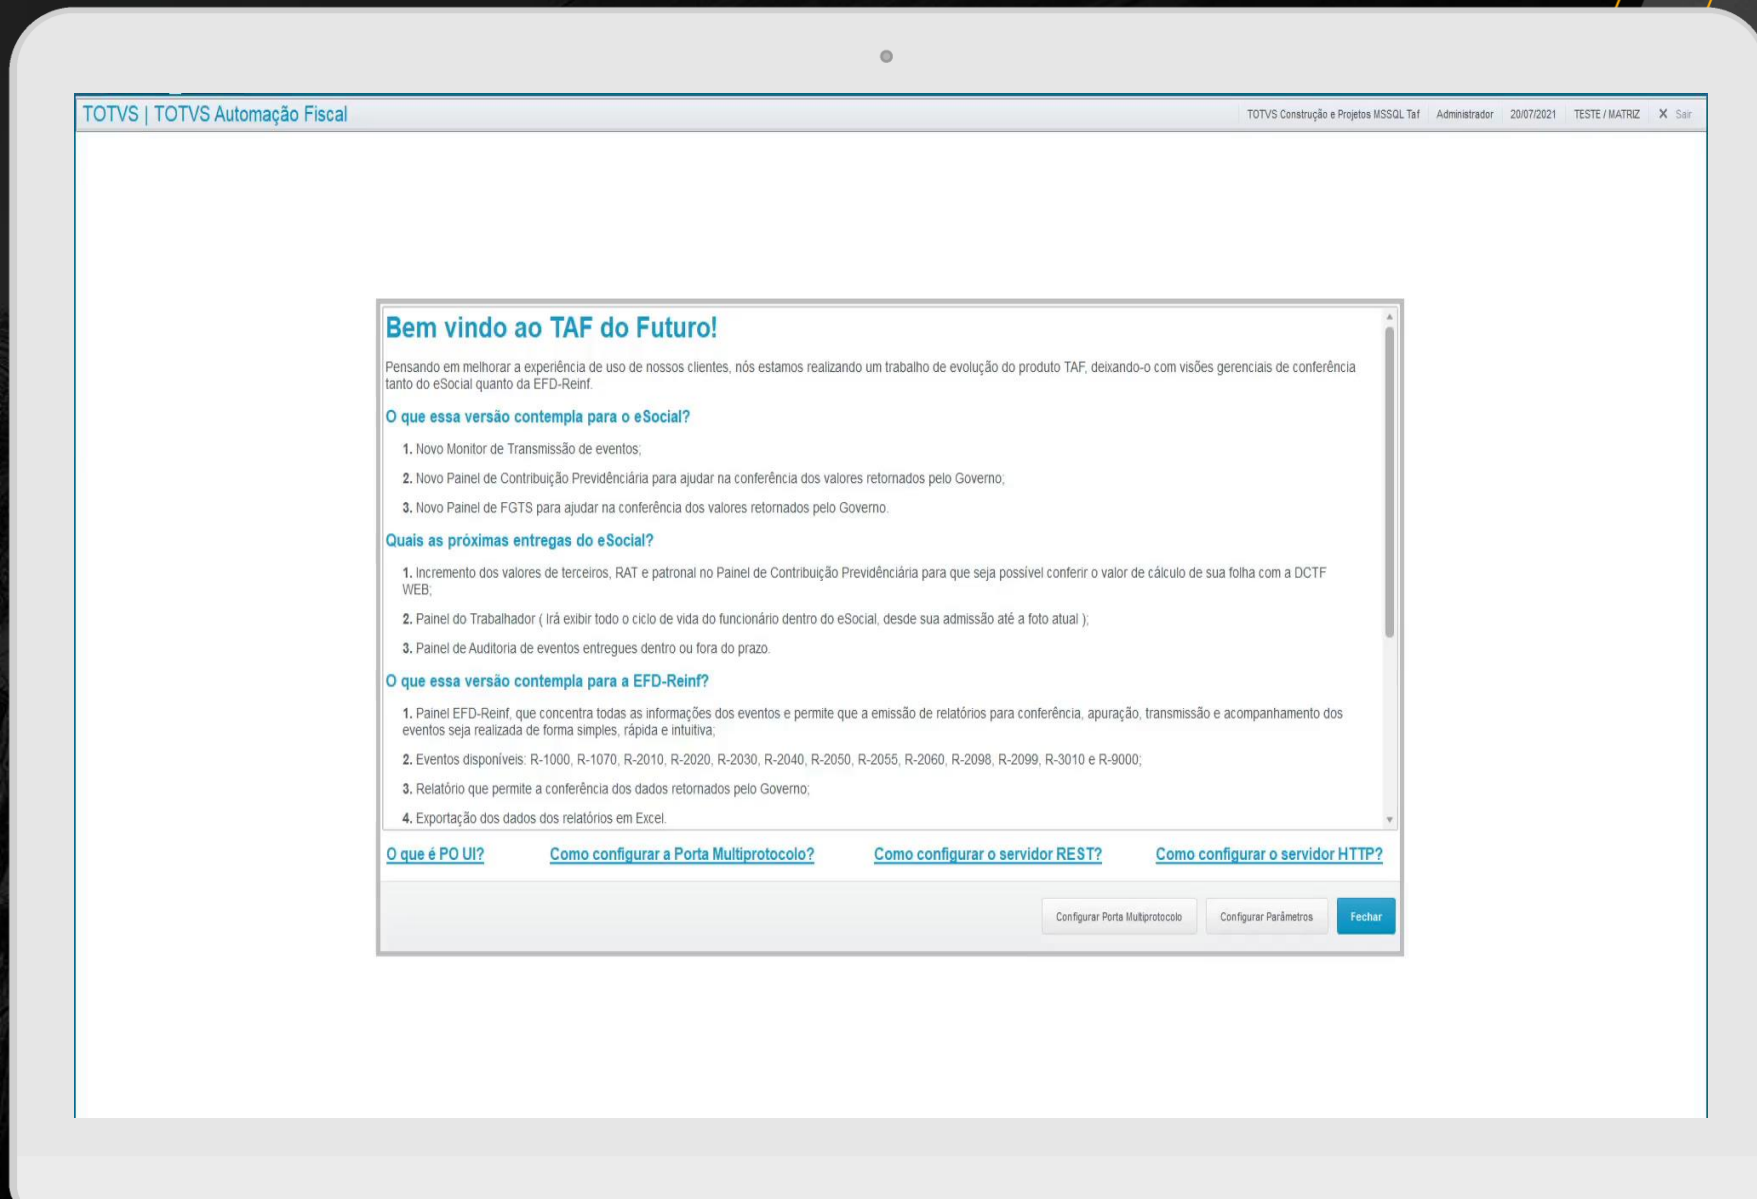 TOTVS | TOTVS Automação Fiscal
TOTVS Construção e Projetos MSSQL Taf
Administrador
20/07/2021
TESTE / MATRIZ
X Sair
Bem vindo ao TAF do Futuro!
Pensando em melhorar a experiência de uso de nossos clientes, nós estamos realizando um trabalho de evolução do produto TAF, deixando-o com visões gerenciais de conferência
tanto do eSocial quanto da EFD-Reinf.
O que essa versão contempla para o eSocial?
1. Novo Monitor de Transmissão de eventos;
2. Novo Painel de Contribuição Previdênciária para ajudar na conferência dos valores retornados pelo Governo;
3. Novo Painel de FGTS para ajudar na conferência dos valores retornados pelo Governo.
Quais as próximas entregas do eSocial?
1. Incremento dos valores de terceiros, RAT e patronal no Painel de Contribuição Previdênciária para que seja possível conferir o valor de cálculo de sua folha com a DCTF
WEB;
2. Painel do Trabalhador ( Irá exibir todo o ciclo de vida do funcionário dentro do eSocial, desde sua admissão até a foto atual );
3. Painel de Auditoria de eventos entregues dentro ou fora do prazo.
O que essa versão contempla para a EFD-Reinf?
1. Painel EFD-Reinf, que concentra todas as informações dos eventos e permite que a emissão de relatórios para conferência, apuração, transmissão e acompanhamento dos
eventos seja realizada de forma simples, rápida e intuitiva;
2. Eventos disponíveis: R-1000, R-1070, R-2010, R-2020, R-2030, R-2040, R-2050, R-2055, R-2060, R-2098, R-2099, R-3010 e R-9000;
3. Relatório que permite a conferência dos dados retornados pelo Governo;
4. Exportação dos dados dos relatórios em Excel.
O que é PO UI?
Como configurar a Porta Multiprotocolo?
Como configurar o servidor REST?
Como configurar o servidor HTTP?
Configurar Porta Multiprotocolo
Configurar Parâmetros
Fechar